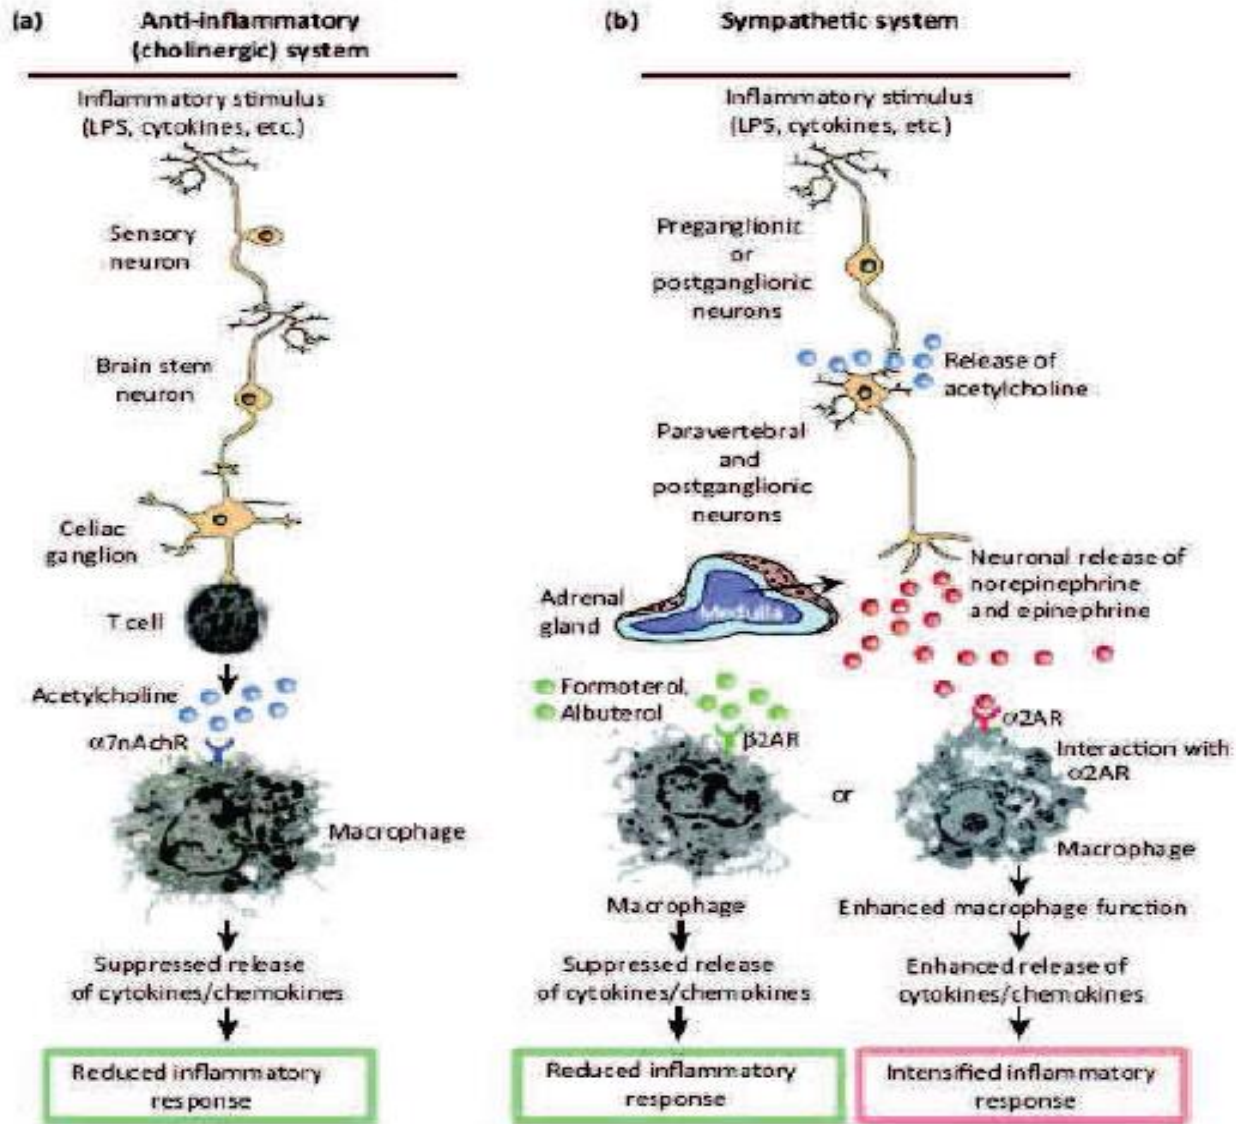 (a)
Anti-inflammatory
(cholinergic) system
Inflammatory stimulus
(LPS, cytokines, etc.)
Sensory
neuron
Brain stem
neuron
Celiac
ganglion
T cell
Acetylcholine
α7nAchR
Macrophage
Suppressed release
of cytokines/chemokines
Reduced inflammatory
response
(b)
Sympathetic system
Inflammatory stimulus
(LPS, cytokines, etc.)
Preganglionic
or
postganglionic
neurons
Release of
acetylcholine
Paravertebral
and
postganglionic
neurons
Adrenal
gland
Medulla
Neuronal release of
norepinephrine
and epinephrine
Formoterol,
Albuterol
β2AR
Macrophage
Suppressed release
of cytokines/chemokines
Reduced inflammatory
response
or
α2AR
Interaction with
α2AR
Macrophage
Enhanced macrophage function
Enhanced release of
cytokines/chemokines
Intensified inflammatory
response